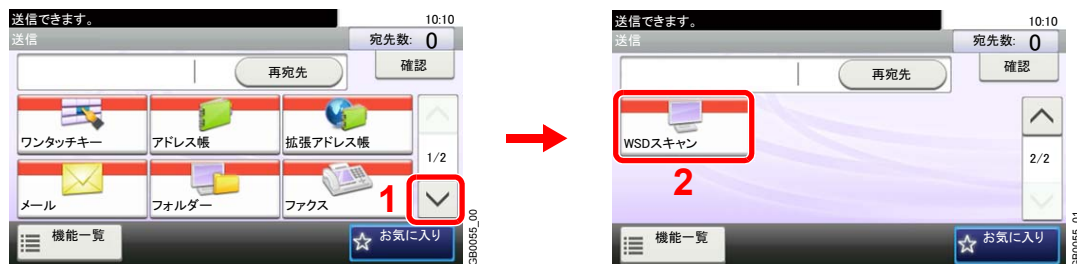 送信できます。 10:10
送信 宛先数: 0
再宛先 確認
ワンタッチキー アドレス帳 拡張アドレス帳
1/2
メール フォルダー ファクス 1
機能一覧 お気に入り
GB0055_00
送信できます。 10:10
送信 宛先数: 0
再宛先 確認
WSDスキャン
2/2
2
機能一覧 お気に入り
GB0055_01